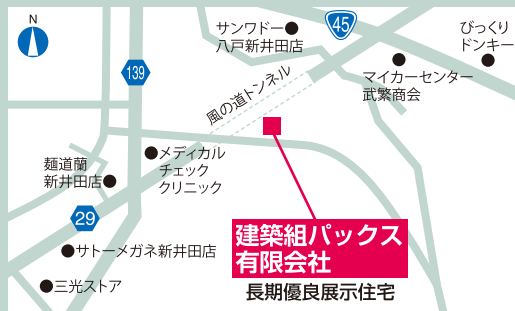 N
サンワドー
八戸新井田店
45
びっくり
ドンキー
139
風の道トンネル
マイカーセンター
武繁商会
メディカル
チェック
クリニック
麺道蘭
新井田店
29
建築組パックス
有限会社
サトーメガネ新井田店
三光ストア
長期優良展示住宅